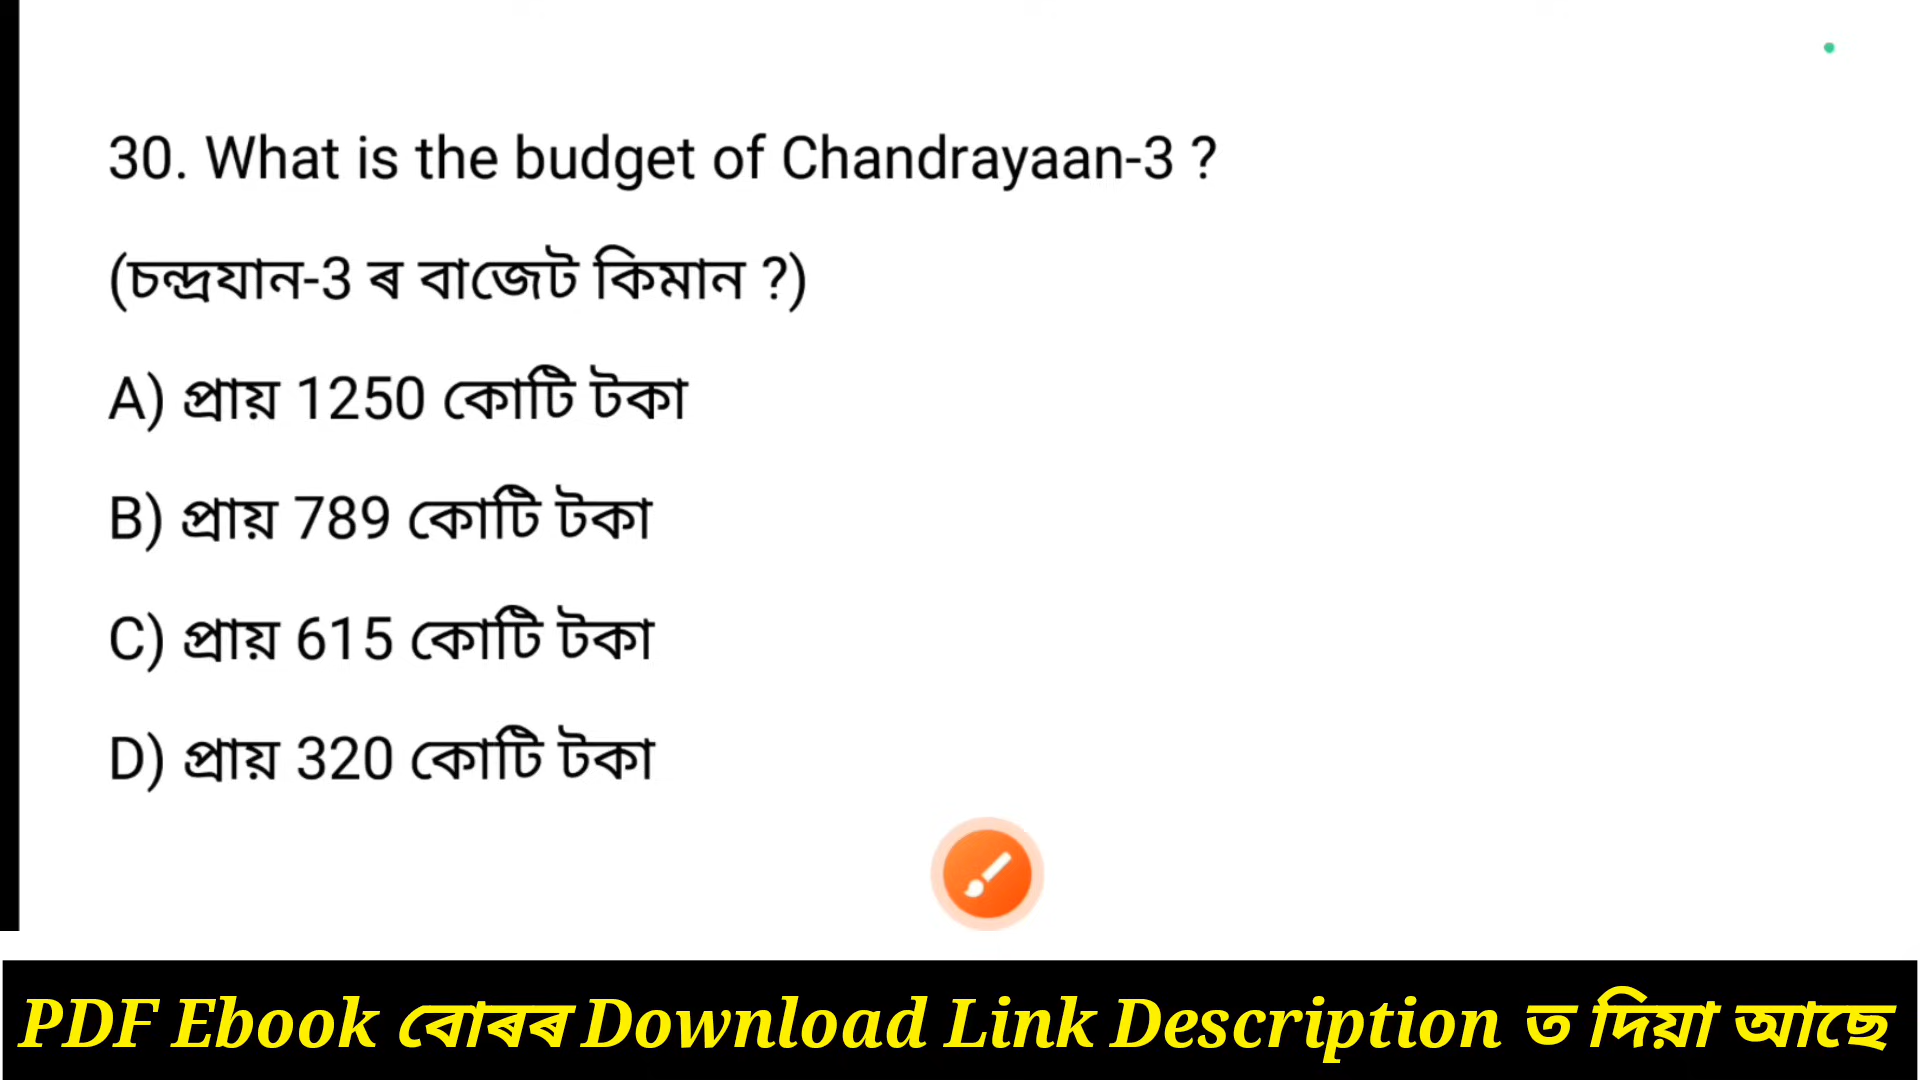 30. What is the budget of Chandrayaan-3 ?
(চন্দ্ৰযান-3 ৰ বাজেট কিমান ?)
A) প্ৰায় 1250 কোটি টকা
B) প্ৰায় 789 কোটি টকা
C) প্ৰায় 615 কোটি টকা
D) প্ৰায় 320 কোটি টকা
PDF Ebook বোৰৰ Download Link Description ত দিয়া আছে